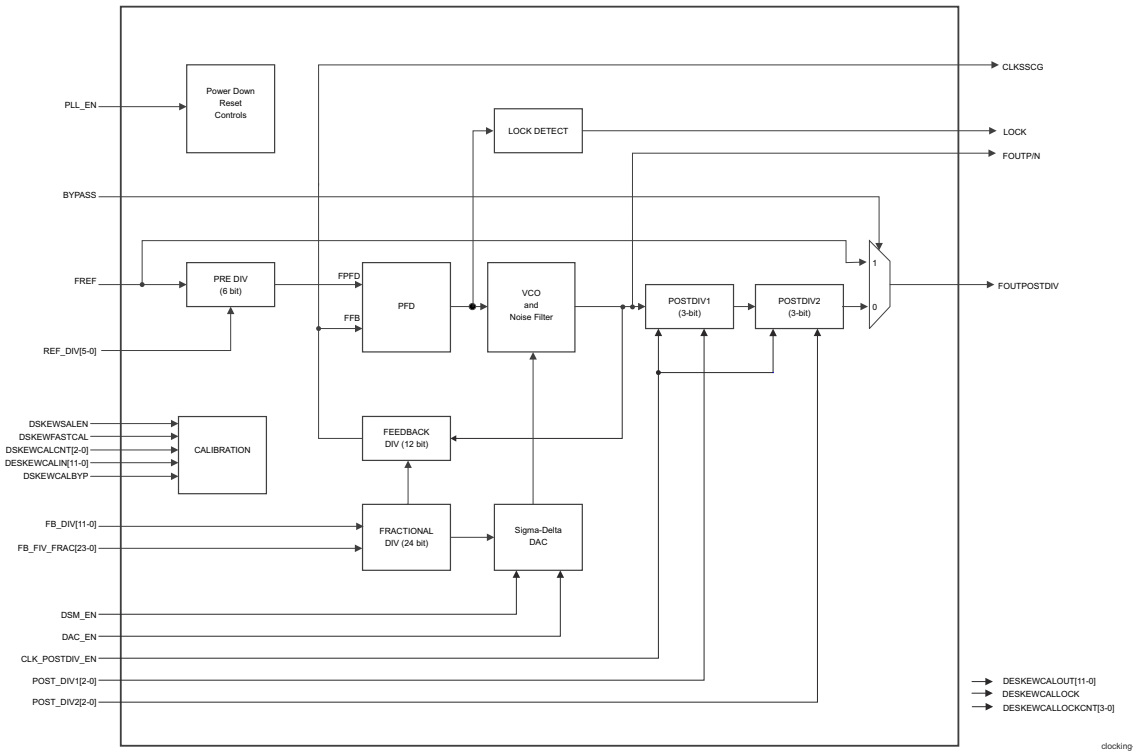 CLKSSCG
Power Down
Reset
Controls
PLL_EN
LOCK DETECT
LOCK
FOUTP/N
BYPASS
1
FREF
PRE DIV
(6 bit)
FPFD
PFD
VCO
and
Noise Filter
POSTDIV1
(3-bit)
POSTDIV2
(3-bit)
0
FOUTPOSTDIV
FFB
REF_DIV[5-0]
DSKEWSALEN
DSKEWFASTCAL
DSKEWCALCNT[2-0]
DESKEWCALIN[11-0]
DSKEWCALBYP
CALIBRATION
FEEDBACK
DIV (12 bit)
FB_DIV[11-0]
FB_FIV_FRAC[23-0]
FRACTIONAL
DIV (24 bit)
Sigma-Delta
DAC
DSM_EN
DAC_EN
CLK_POSTDIV_EN
POST_DIV1[2-0]
POST_DIV2[2-0]
DESKEWCALOUT[11-0]
DESKEWCALLOCK
DESKEWCALLOCKCNT[3-0]
clocking